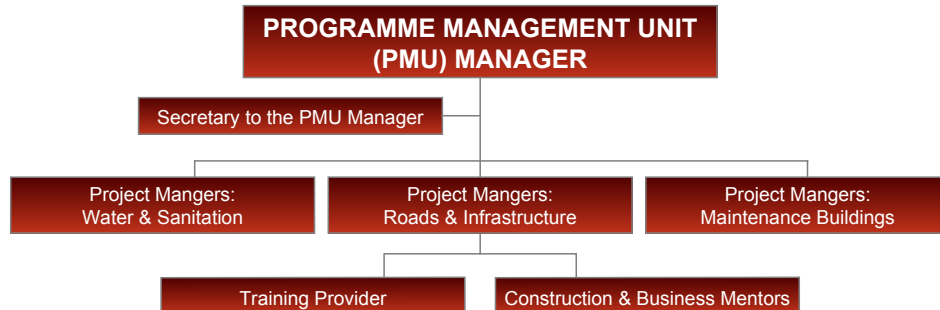 PROGRAMME MANAGEMENT UNIT
(PMU) MANAGER
Secretary to the PMU Manager
Project Mangers:
Water & Sanitation
Project Mangers:
Roads & Infrastructure
Project Mangers:
Maintenance Buildings
Training Provider
Construction & Business Mentors